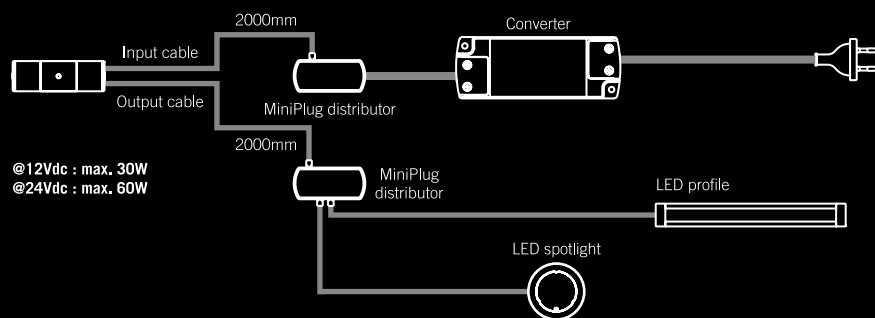 2000mm
Converter
Input cable
Output cable
MiniPlug distributor
2000mm
@12Vdc : max. 30W
@24Vdc : max. 60W
MiniPlug
distributor
LED profile
LED spotlight